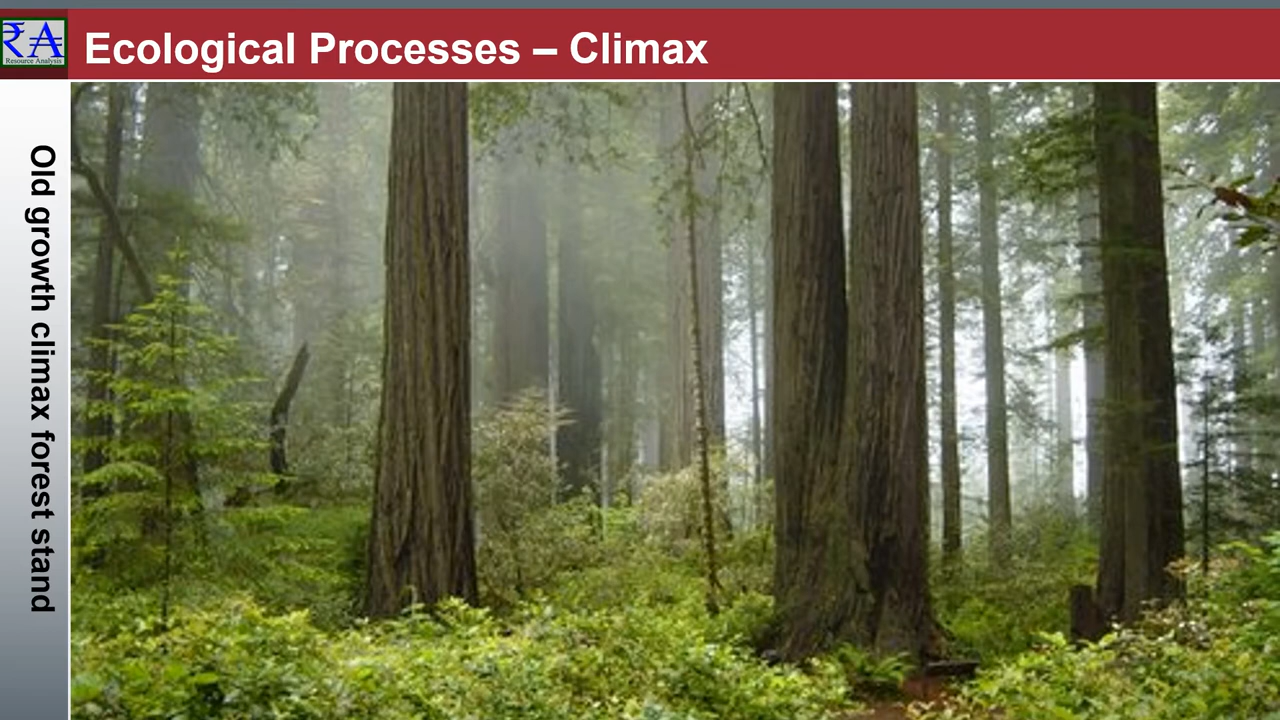 RA
Resource Analysis
Ecological Processes – Climax
Old growth climax forest stand